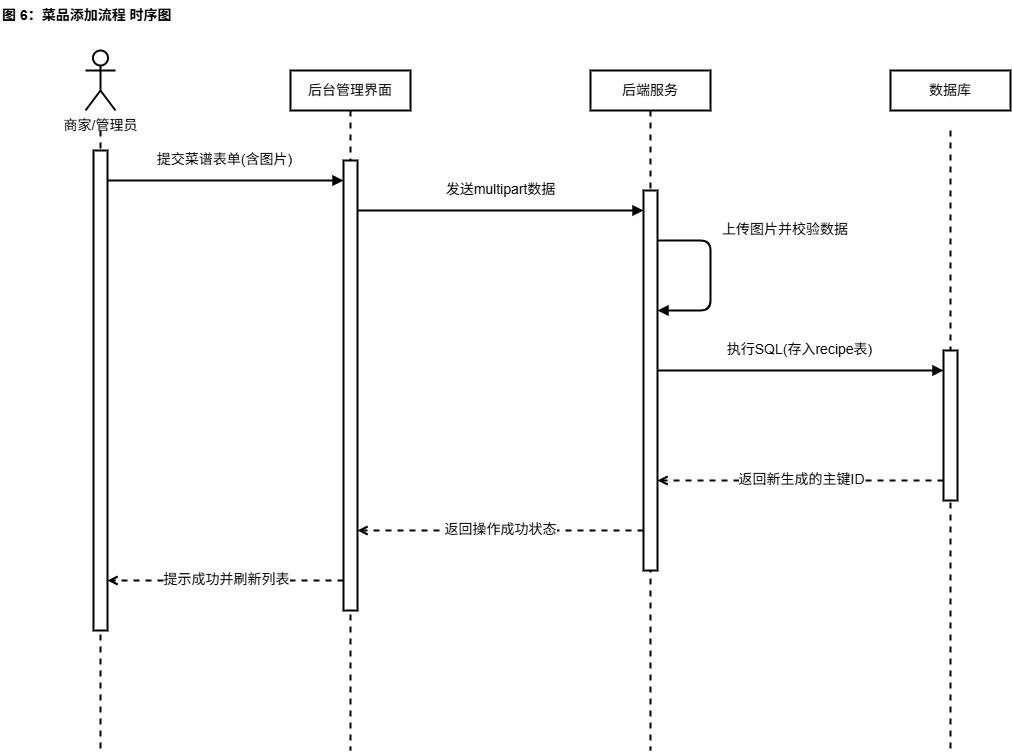 图 6：菜品添加流程 时序图
商家/管理员
后台管理界面
后端服务
数据库
提交菜谱表单(含图片)
发送multipart数据
上传图片并校验数据
执行SQL(存入recipe表)
返回新生成的主键ID
返回操作成功状态
提示成功并刷新列表